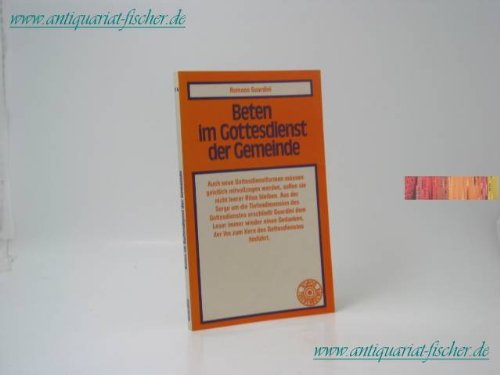 www.antiquariat-fischer.de
Romano Guardini
Beten
im Gottesdienst
der Gemeinde
Auch neue Gottesdienstformen müssen
geistlich mitvollzogen werden, sollen sie
nicht leerer Ritus bleiben. Aus der
Sorge um die Tiefendimension des
Gottesdienstes erschließt Guardini dem
Leser immer wieder einen Gedanken,
der ihn zum Kern des Gottesdienstes
hinführt.
www.antiquariat-fischer.de